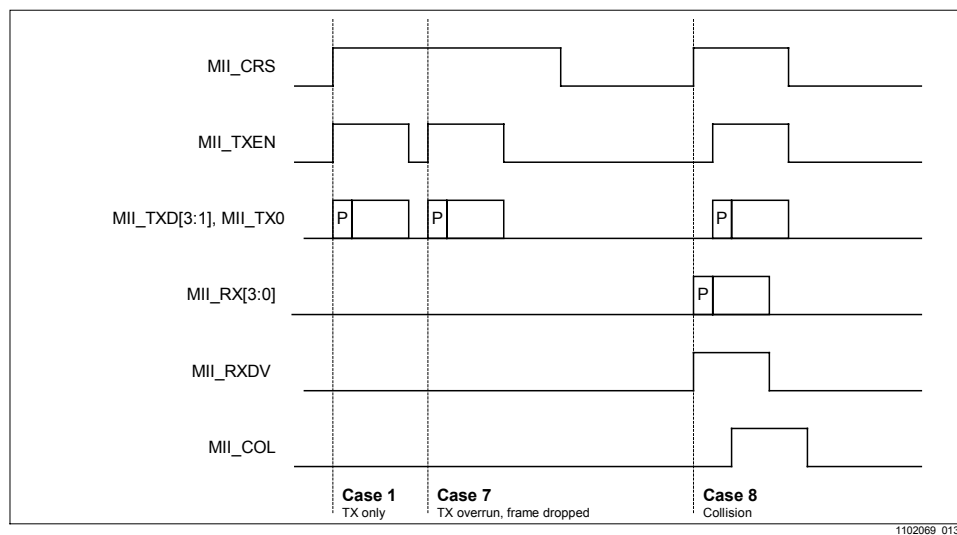 MII_CRS
MII_TXEN
MII_TXD[3:1], MII_TX0
P
P
P
MII_RX[3:0]
P
MII_RXDV
MII_COL
Case 1
TX only
Case 7
TX overrun, frame dropped
Case 8
Collision
1102069_013